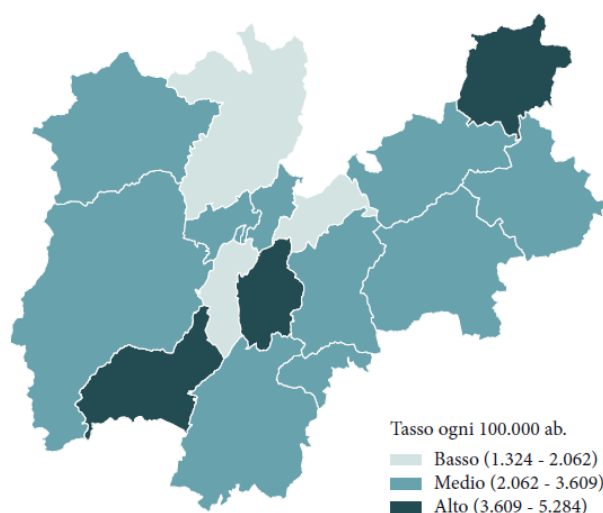 Tasso ogni 100.000 ab.
Basso (1.324 - 2.062)
Medio (2.062 - 3.609)
Alto (3.609 - 5.284)